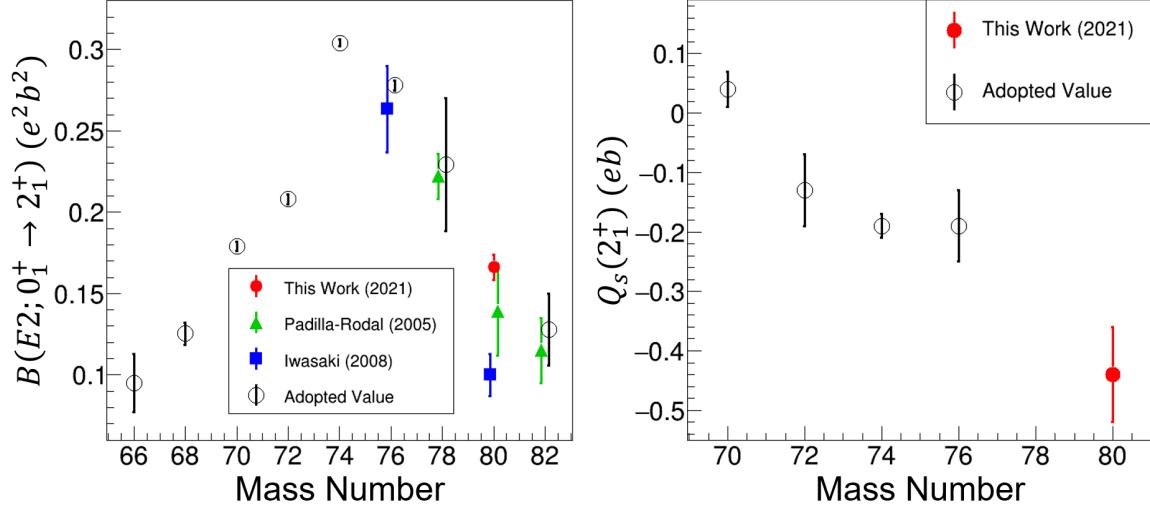 B(E2; 0₁⁺ → 2₁⁺) (e²b²)
0.3
0.25
0.2
0.15
0.1
This Work (2021)
Padilla-Rodal (2005)
Iwasaki (2008)
Adopted Value
66 68 70 72 74 76 78 80 82
Mass Number
Qₛ(2₁⁺) (eb)
This Work (2021)
Adopted Value
0.1
0
−0.1
−0.2
−0.3
−0.4
−0.5
70 72 74 76 78 80
Mass Number